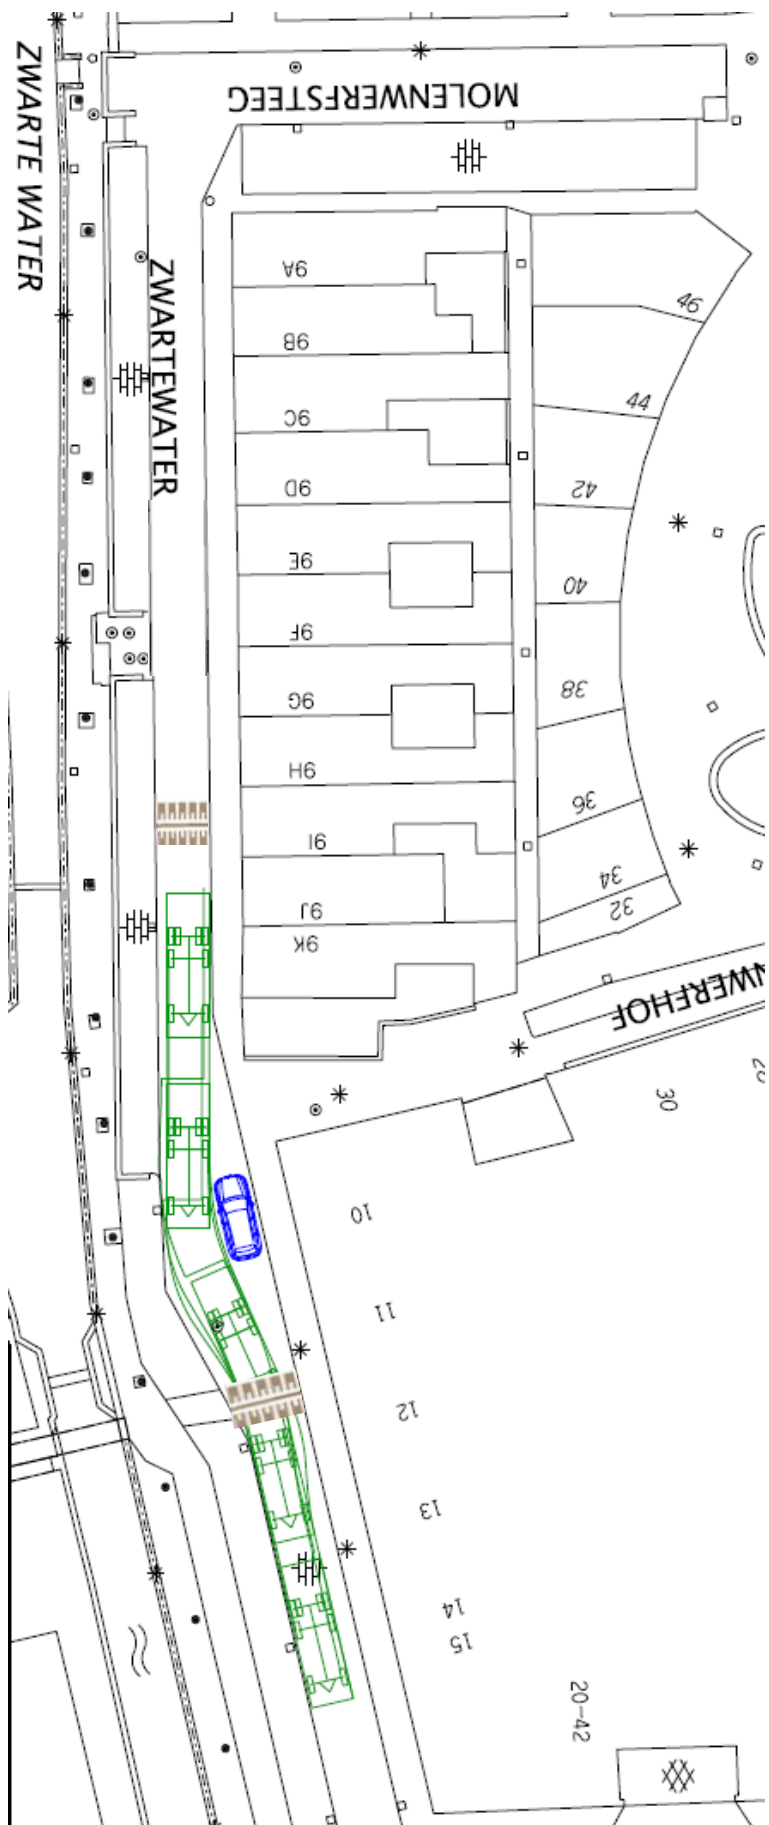 ZWARTE WATER
MOLENWERFSTEEG
ZWARTEWATER
9A
9B
9C
9D
9E
9F
9G
9H
9I
9J
9K
46
44
42
40
38
36
34
32
NWERFHOF
30
10
11
12
13
14
15
20-42